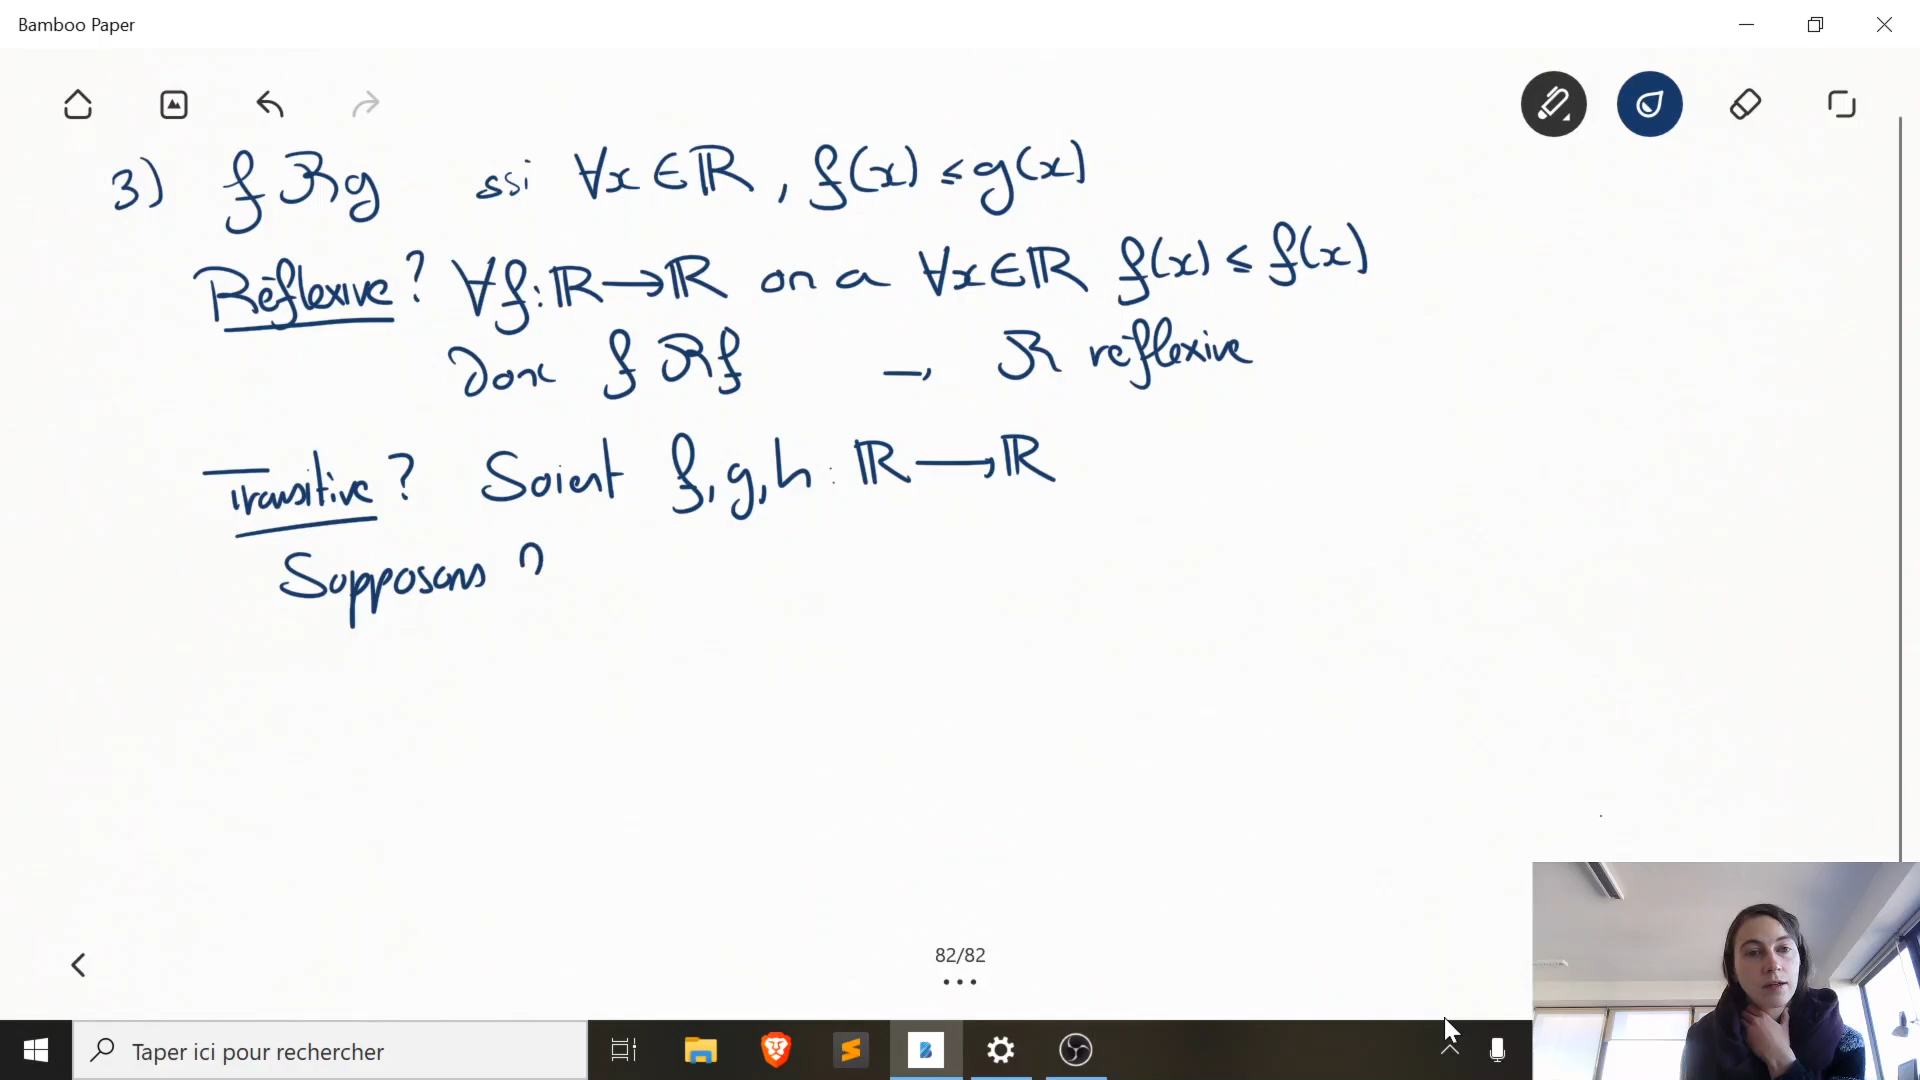 Bamboo Paper
3) f ℛ g ssi ∀x ∈ ℝ, f(x) ≤ g(x)
Réflexive ? ∀f : ℝ → ℝ on a ∀x ∈ ℝ f(x) ≤ f(x)
Donc f ℛ f → ℛ réflexive
Transitive ? Soient f, g, h : ℝ → ℝ
Supposons
82/82
Taper ici pour rechercher